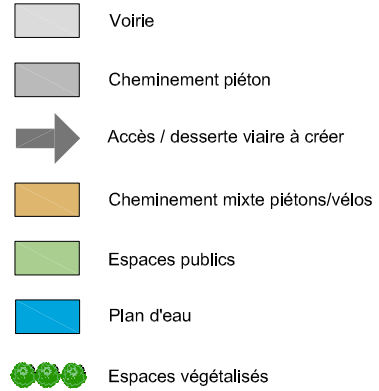 Voirie
Cheminement piéton
Accès / desserte viaire à créer
Cheminement mixte piétons/vélos
Espaces publics
Plan d'eau
Espaces végétalisés